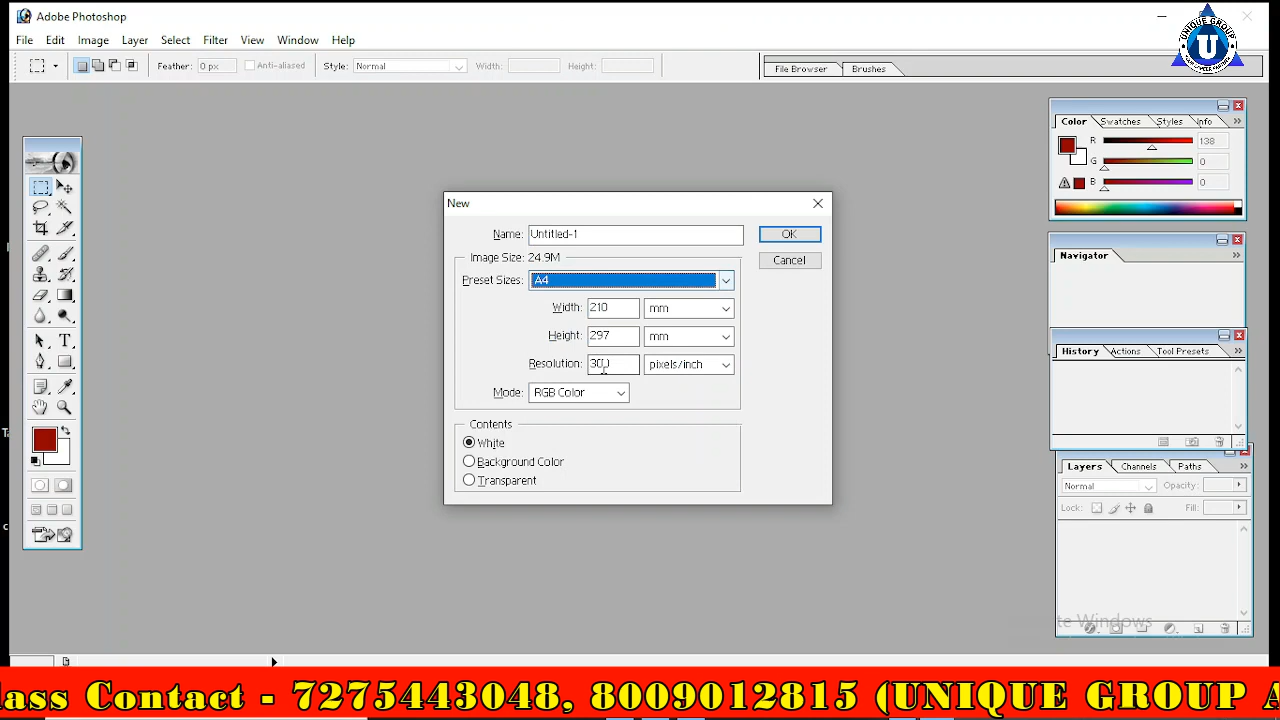 Adobe Photoshop
File Edit Image Layer Select Filter View Window Help
UNIQUE GROUP
U
Feather: 0 px Anti-aliased Style: Normal Width: Height:
File Browser Brushes
Color Swatches Styles Info
R 138
G 0
B 0
Navigator
History Actions Tool Presets
Layers Channels Paths
Normal Opacity:
Lock: Fill:
New
Name: Untitled-1
OK
Image Size: 24.9M
Cancel
Preset Sizes: A4
Width: 210 mm
Height: 297 mm
Resolution: 300 pixels/inch
Mode: RGB Color
Contents
White
Background Color
Transparent
te Windows
lass Contact - 7275443048, 8009012815 (UNIQUE GROUP A